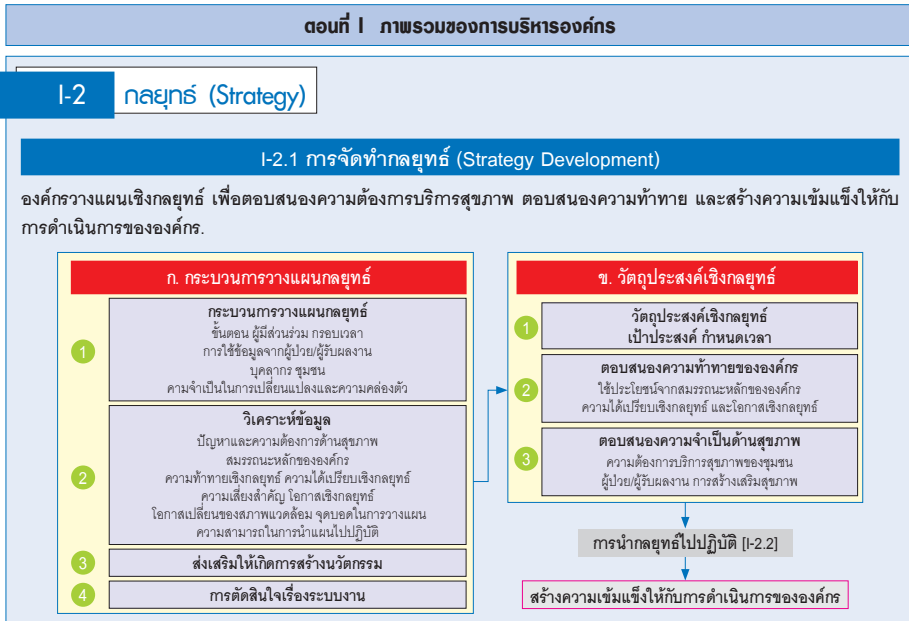 ตอนที่ I ภาพรวมของการบริหารองค์กร
I-2 กลยุทธ์ (Strategy)
I-2.1 การจัดทำกลยุทธ์ (Strategy Development)
องค์กรวางแผนเชิงกลยุทธ์ เพื่อตอบสนองความต้องการบริการสุขภาพ ตอบสนองความท้าทาย และสร้างความเข้มแข็งให้กับ
การดำเนินการขององค์กร.
ก. กระบวนการวางแผนกลยุทธ์
1
กระบวนการวางแผนกลยุทธ์
ขั้นตอน ผู้มีส่วนร่วม กรอบเวลา
การใช้ข้อมูลจากผู้ป่วย/ผู้รับผลงาน
บุคลากร ชุมชน
คามจำเป็นในการเปลี่ยนแปลงและความคล่องตัว
2
วิเคราะห์ข้อมูล
ปัญหาและความต้องการด้านสุขภาพ
สมรรถนะหลักขององค์กร
ความท้าทายเชิงกลยุทธ์ ความได้เปรียบเชิงกลยุทธ์
ความเสี่ยงสำคัญ โอกาสเชิงกลยุทธ์
โอกาสเปลี่ยนของสภาพแวดล้อม จุดบอดในการวางแผน
ความสามารถในการนำแผนไปปฏิบัติ
3
ส่งเสริมให้เกิดการสร้างนวัตกรรม
4
การตัดสินใจเรื่องระบบงาน
ข. วัตถุประสงค์เชิงกลยุทธ์
1
วัตถุประสงค์เชิงกลยุทธ์
เป้าประสงค์ กำหนดเวลา
2
ตอบสนองความท้าทายขององค์กร
ใช้ประโยชน์จากสมรรถนะหลักขององค์กร
ความได้เปรียบเชิงกลยุทธ์ และโอกาสเชิงกลยุทธ์
3
ตอบสนองความจำเป็นด้านสุขภาพ
ความต้องการบริการสุขภาพของชุมชน
ผู้ป่วย/ผู้รับผลงาน การสร้างเสริมสุขภาพ
การนำกลยุทธ์ไปปฏิบัติ [I-2.2]
สร้างความเข้มแข็งให้กับการดำเนินการขององค์กร